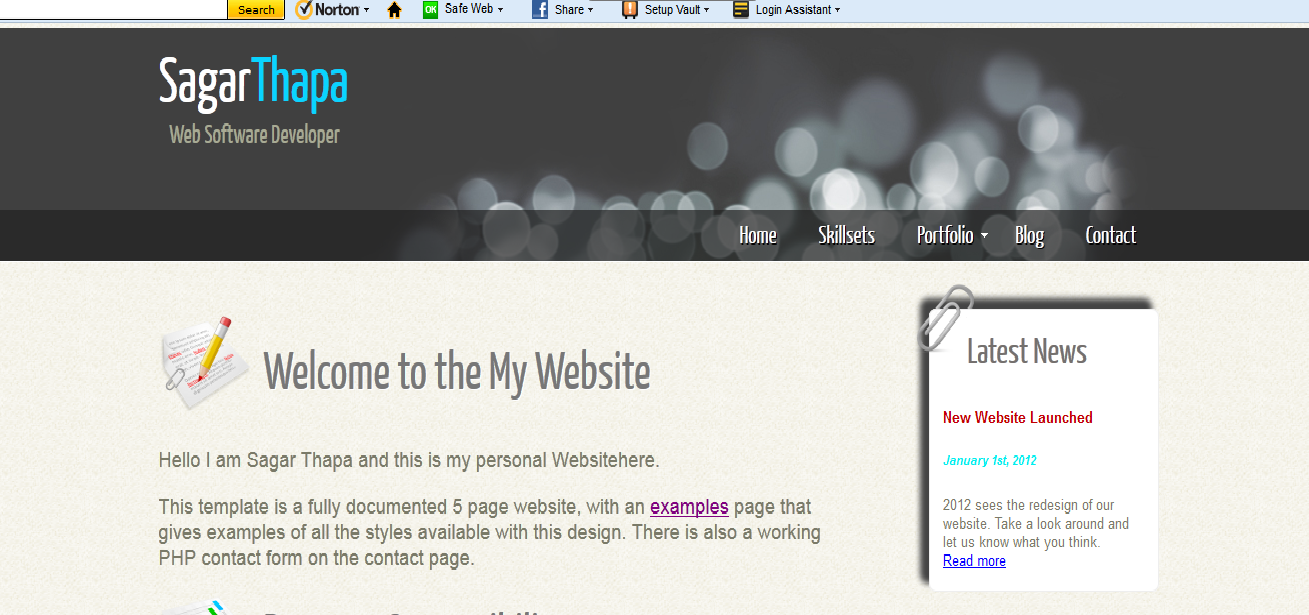 Search Norton Safe Web Share Setup Vault Login Assistant
OK
SagarThapa
Web Software Developer
Home Skillsets Portfolio Blog Contact
Welcome to the My Website
Hello I am Sagar Thapa and this is my personal Websitehere.
This template is a fully documented 5 page website, with an examples page that
gives examples of all the styles available with this design. There is also a working
PHP contact form on the contact page.
Latest News
New Website Launched
January 1st, 2012
2012 sees the redesign of our
website. Take a look around and
let us know what you think.
Read more